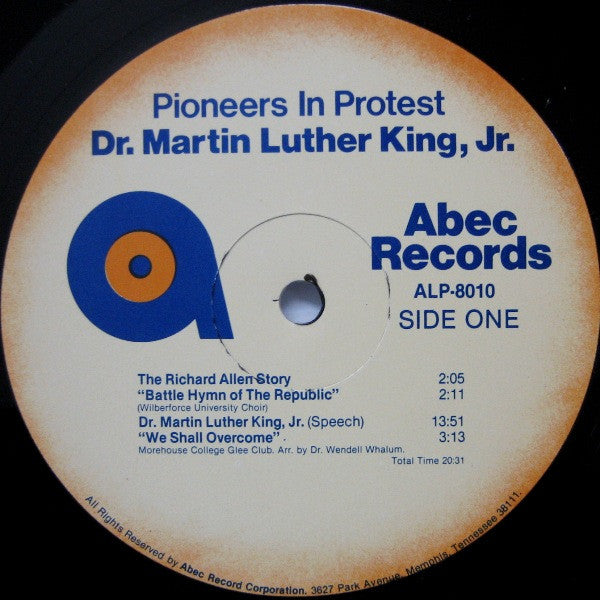 Pioneers In Protest
Dr. Martin Luther King, Jr.
Abec
Records
ALP-8010
SIDE ONE
The Richard Allen Story 2:05
"Battle Hymn of The Republic" 2:11
(Wilberforce University Choir)
Dr. Martin Luther King, Jr. (Speech) 13:51
"We Shall Overcome" 3:13
Morehouse College Glee Club. Arr. by Dr. Wendell Whalum.
Total Time 20:31
All Rights Reserved by Abec Record Corporation. 3627 Park Avenue, Memphis, Tennessee 38111.